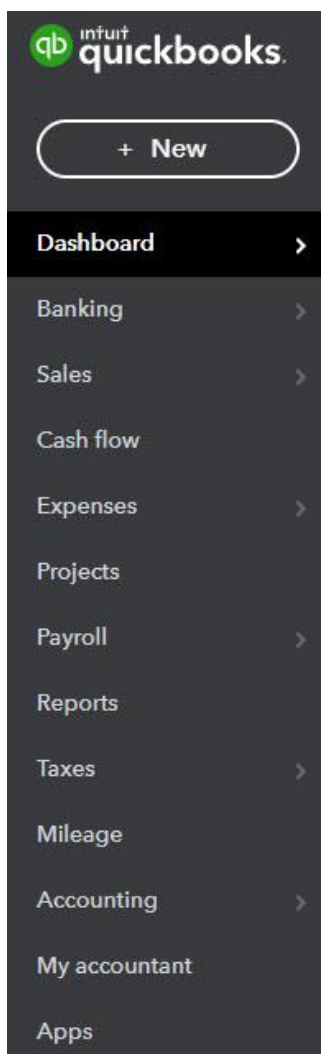 qb intuit
quickbooks.
+ New
Dashboard
Banking
Sales
Cash flow
Expenses
Projects
Payroll
Reports
Taxes
Mileage
Accounting
My accountant
Apps